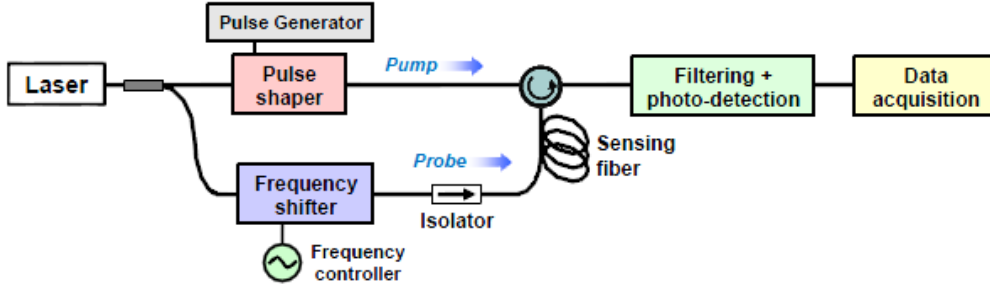 Pulse Generator
Laser
Pulse
shaper
Pump
Filtering +
photo-detection
Data
acquisition
Probe
Sensing
fiber
Frequency
shifter
Isolator
Frequency
controller